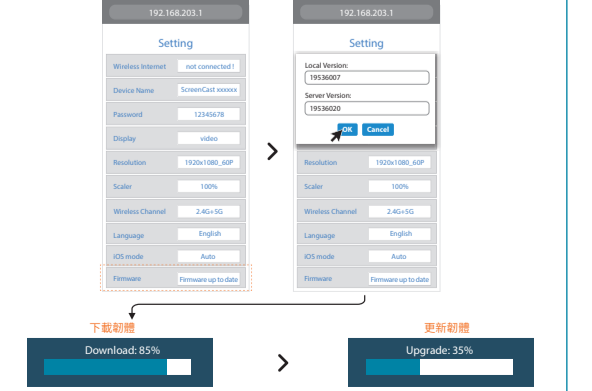 192.168.203.1
Setting
Wireless Internet not connected !
Device Name ScreenCast xxxxxx
Password 12345678
Display video
Resolution 1920x1080_60P
Scaler 100%
Wireless Channel 2.4G+5G
Language English
iOS mode Auto
Firmware Firmware up to date
192.168.203.1
Setting
Local Version:
19536007
Server Version:
19536020
OK Cancel
Resolution 1920x1080_60P
Scaler 100%
Wireless Channel 2.4G+5G
Language English
iOS mode Auto
Firmware Firmware up to date
下載韌體
Download: 85%
更新韌體
Upgrade: 35%